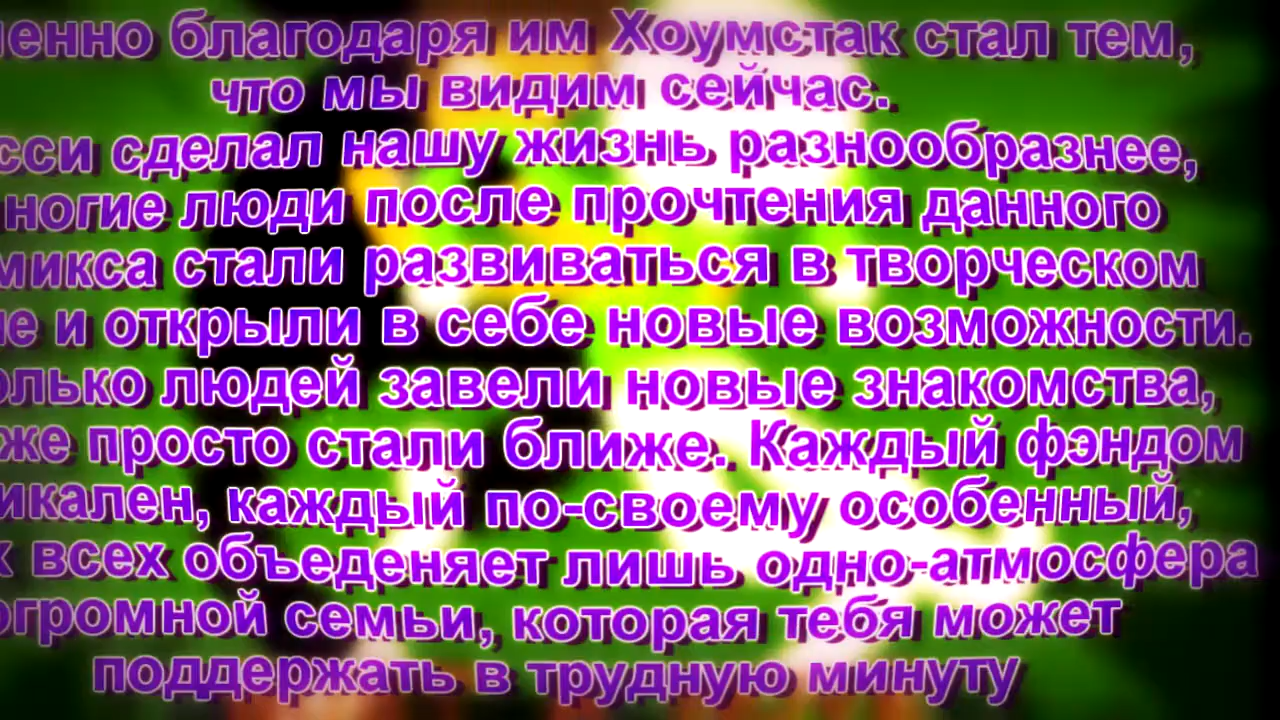 енно благодаря им Хоумстак стал тем,
что мы видим сейчас.
сси сделал нашу жизнь разнообразнее,
ногие люди после прочтения данного
микса стали развиваться в творческом
е и открыли в себе новые возможности.
олько людей завели новые знакомства,
же просто стали ближе. Каждый фэндом
икален, каждый по-своему особенный,
х всех объеденяет лишь одно-атмосфера
огромной семьи, которая тебя может
поддержать в трудную минуту